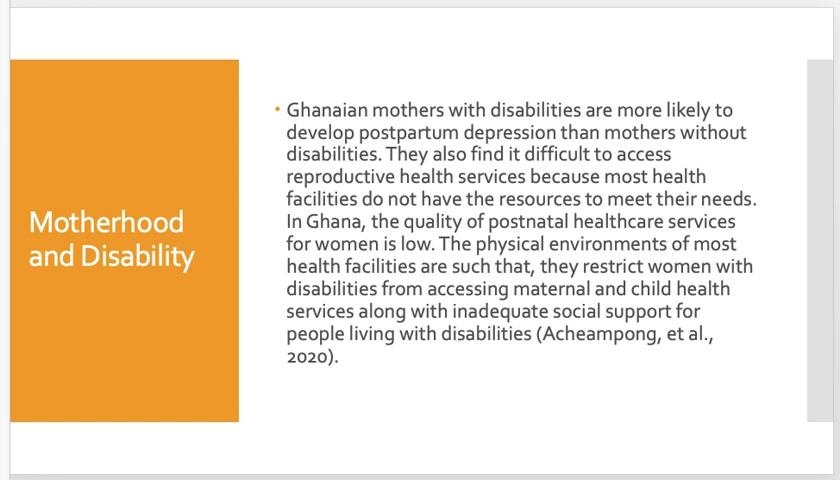 Motherhood
and Disability
• Ghanaian mothers with disabilities are more likely to
develop postpartum depression than mothers without
disabilities. They also find it difficult to access
reproductive health services because most health
facilities do not have the resources to meet their needs.
In Ghana, the quality of postnatal healthcare services
for women is low. The physical environments of most
health facilities are such that, they restrict women with
disabilities from accessing maternal and child health
services along with inadequate social support for
people living with disabilities (Acheampong, et al.,
2020).